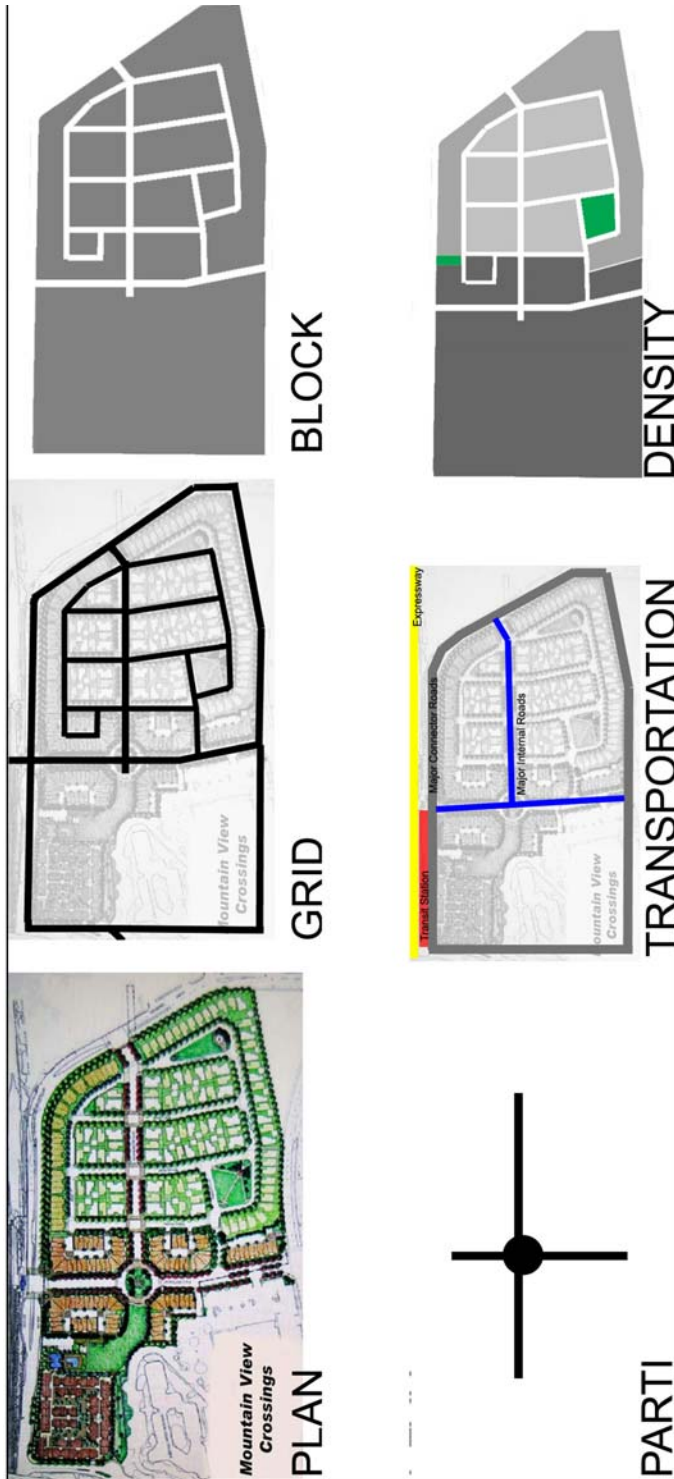 Mountain View
Crossings
PLAN
Mountain View
Crossings
GRID
BLOCK
PARTI
Expressway
Transit Station
Major Connector Roads
Major Internal Roads
ountain View
Crossings
TRANSPORTATION
DENSITY